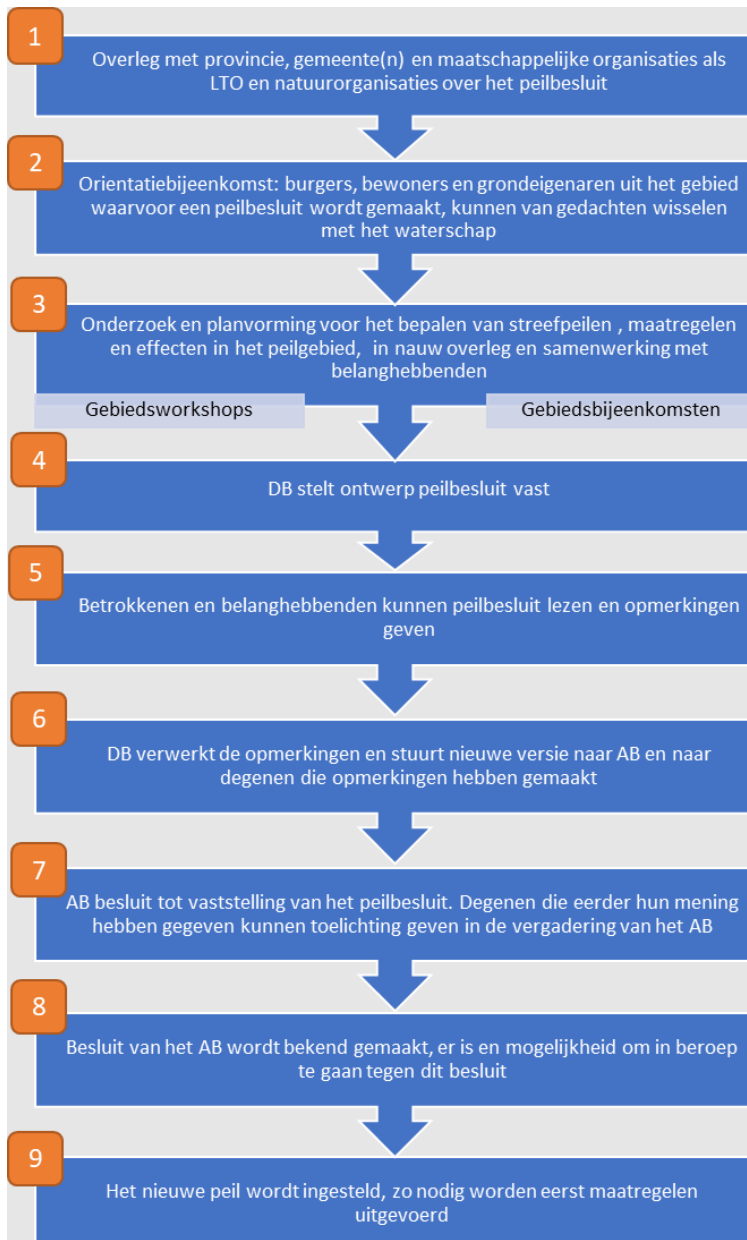 1
Overleg met provincie, gemeente(n) en maatschappelijke organisaties als
LTO en natuurorganisaties over het peilbesluit
2
Orientatiebijeenkomst: burgers, bewoners en grondeigenaren uit het gebied
waarvoor een peilbesluit wordt gemaakt, kunnen van gedachten wisselen
met het waterschap
3
Onderzoek en planvorming voor het bepalen van streefpeilen , maatregelen
en effecten in het peilgebied, in nauw overleg en samenwerking met
belanghebbenden
Gebiedsworkshops
Gebiedsbijeenkomsten
4
DB stelt ontwerp peilbesluit vast
5
Betrokkenen en belanghebbenden kunnen peilbesluit lezen en opmerkingen
geven
6
DB verwerkt de opmerkingen en stuurt nieuwe versie naar AB en naar
degenen die opmerkingen hebben gemaakt
7
AB besluit tot vaststelling van het peilbesluit. Degenen die eerder hun mening
hebben gegeven kunnen toelichting geven in de vergadering van het AB
8
Besluit van het AB wordt bekend gemaakt, er is en mogelijkheid om in beroep
te gaan tegen dit besluit
9
Het nieuwe peil wordt ingesteld, zo nodig worden eerst maatregelen
uitgevoerd